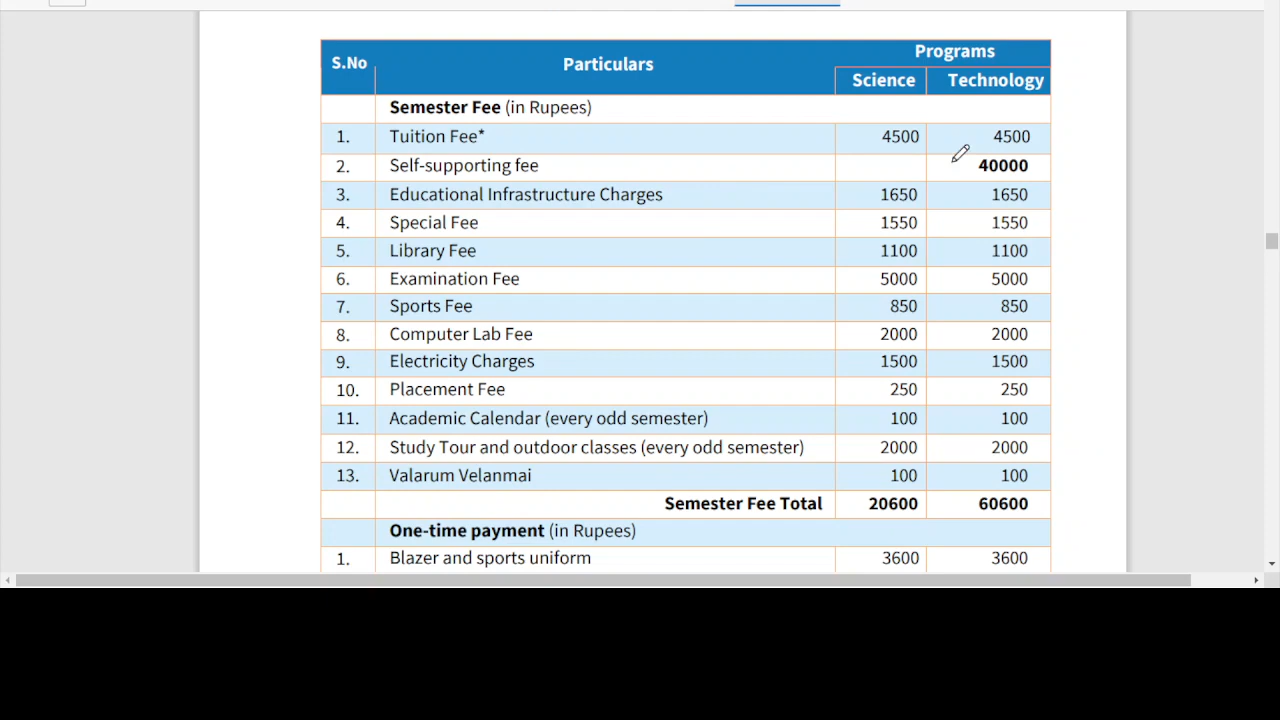 S.No Particulars Programs
Science Technology
Semester Fee (in Rupees)
1. Tuition Fee* 4500 4500
2. Self-supporting fee 40000
3. Educational Infrastructure Charges 1650 1650
4. Special Fee 1550 1550
5. Library Fee 1100 1100
6. Examination Fee 5000 5000
7. Sports Fee 850 850
8. Computer Lab Fee 2000 2000
9. Electricity Charges 1500 1500
10. Placement Fee 250 250
11. Academic Calendar (every odd semester) 100 100
12. Study Tour and outdoor classes (every odd semester) 2000 2000
13. Valarum Velanmai 100 100
Semester Fee Total 20600 60600
One-time payment (in Rupees)
1. Blazer and sports uniform 3600 3600